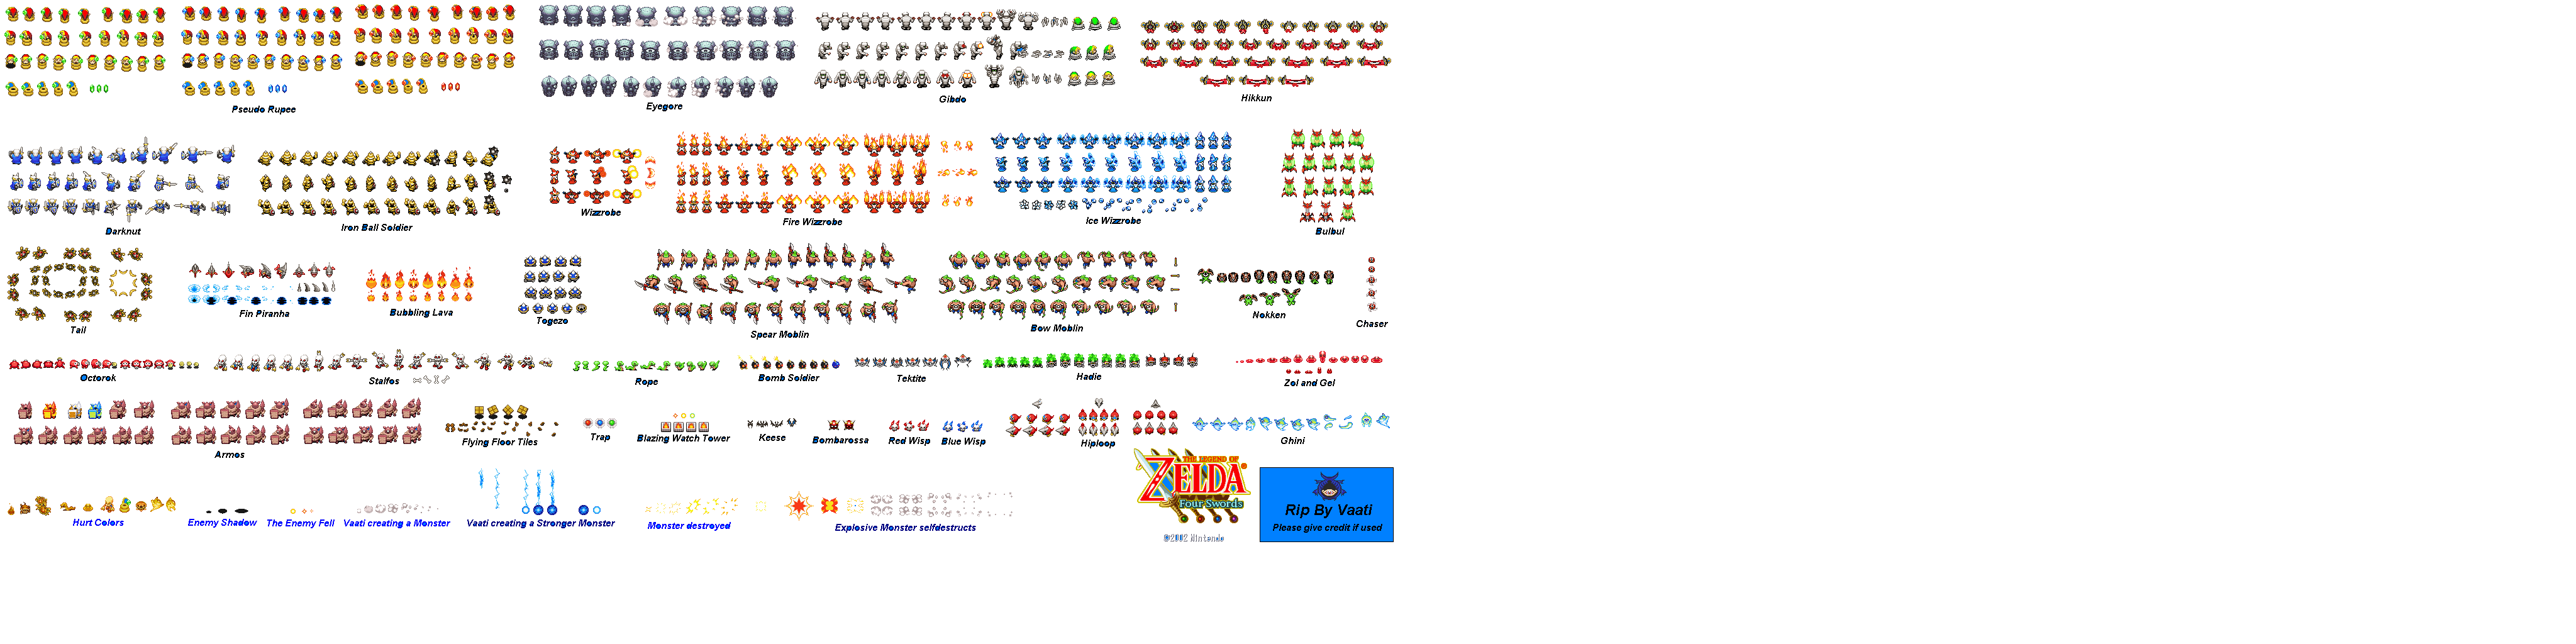 Pseudo Rupee
Eyegore
Gibdo
Hikkun
Darknut
Iron Ball Soldier
Wizzrobe
Fire Wizzrobe
Ice Wizzrobe
Bulbul
Tail
Fin Piranha
Bubbling Lava
Togezo
Spear Moblin
Bow Moblin
Nokken
Chaser
Octorok
Stalfos
Rope
Bomb Soldier
Tektite
Hadie
Zol and Gel
Armos
Flying Floor Tiles
Trap
Blazing Watch Tower
Keese
Bombarossa
Red Wisp
Blue Wisp
Hiploop
Ghini
THE LEGEND OF
ZELDA
Four Swords
©2002 Nintendo
Rip By Vaati
Please give credit if used
Hurt Colors
Enemy Shadow
The Enemy Fell
Vaati creating a Monster
Vaati creating a Stronger Monster
Monster destroyed
Explosive Monster selfdestructs